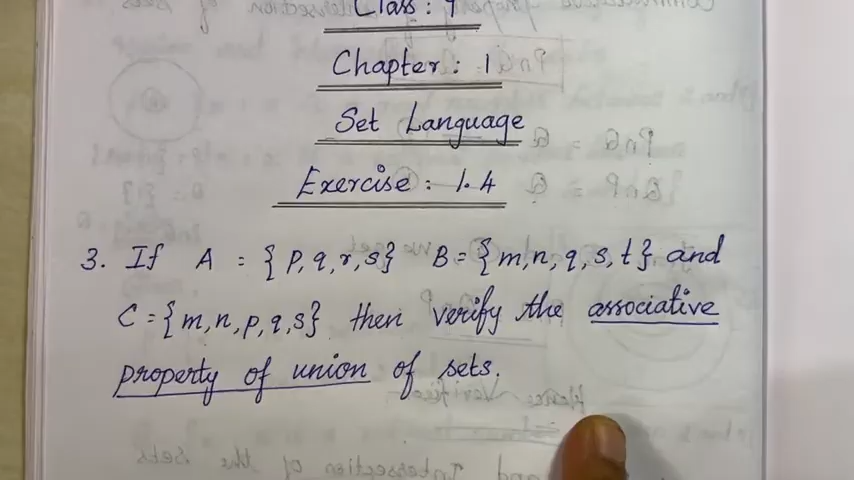 Class: 9
Chapter: 1
Set Language
Exercise: 1.4
3. If A = {p, q, r, s} B = {m, n, q, s, t} and
C = {m, n, p, q, s} then verify the associative
property of union of sets.